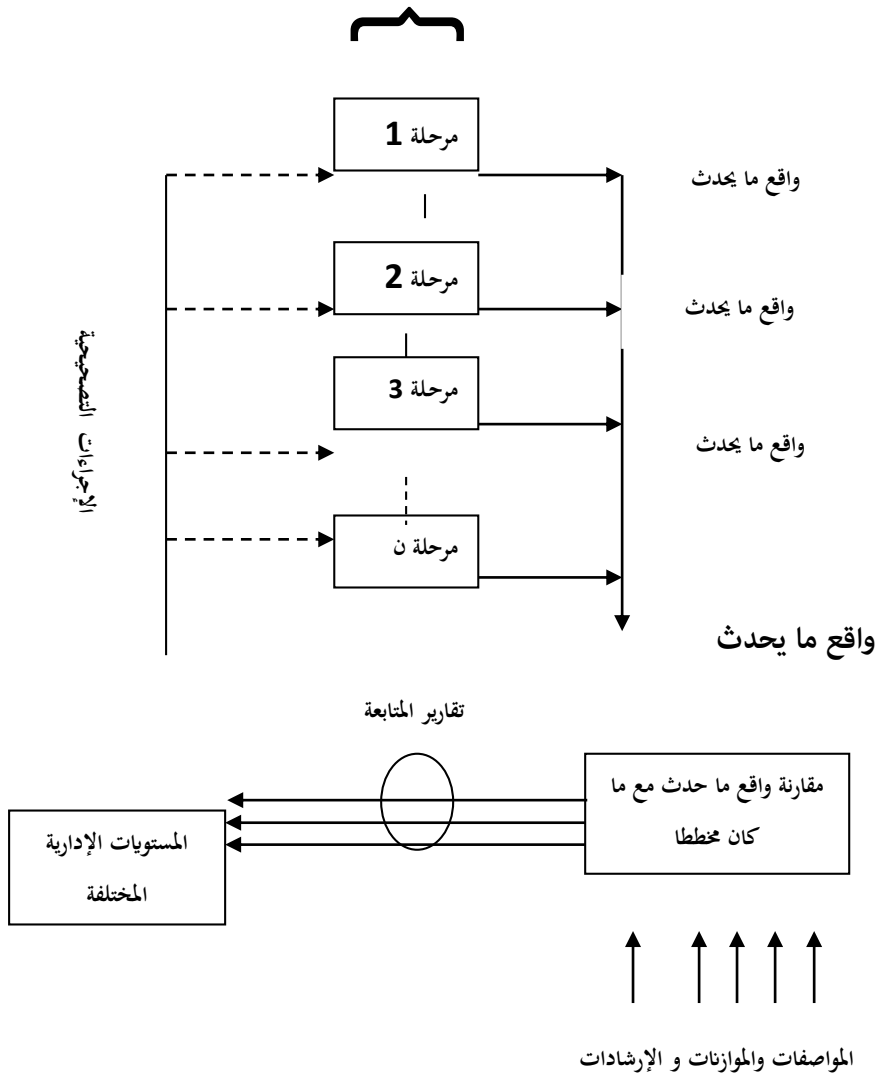 مرحلة 1
واقع ما يحدث
مرحلة 2
واقع ما يحدث
مرحلة 3
واقع ما يحدث
الإجراءات التصحيحية
مرحلة ن
واقع ما يحدث
تقارير المتابعة
مقارنة واقع ما حدث مع ما
كان مخططا
المستويات الإدارية
المختلفة
المواصفات والموازنات و الإرشادات